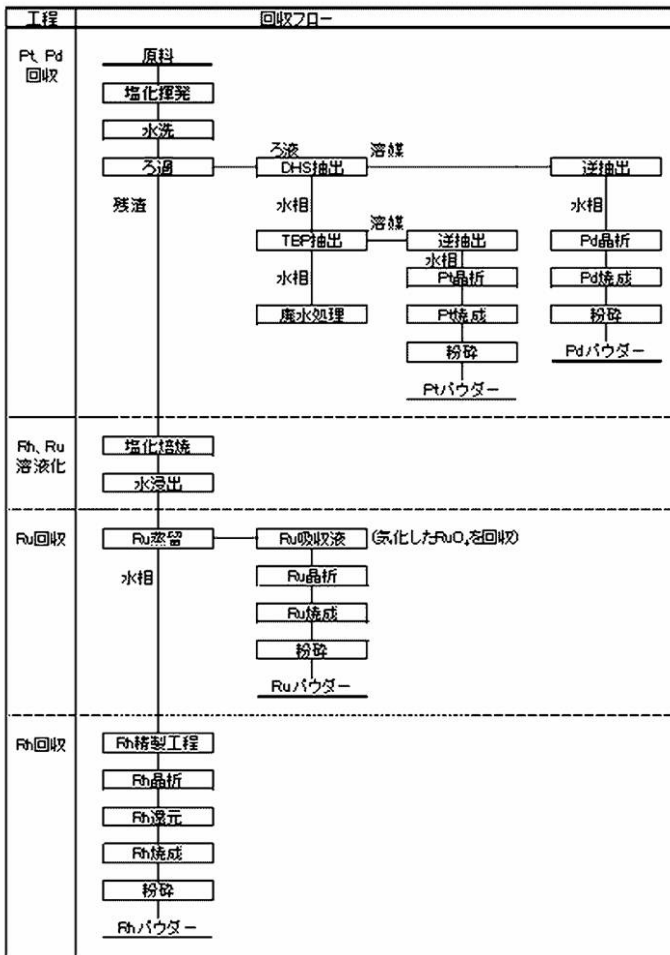 工程 回収フロー
Pt、Pd
回収
原料
塩化揮発
水洗
ろ液 溶媒
ろ過 DHS抽出 逆抽出
残渣 水相 水相
溶媒
TBP抽出 逆抽出 Pd晶析
水相 水相
Pt晶析 Pd焼成
廃水処理 Pt焼成 粉砕
粉砕 Pdパウダー
Ptパウダー
Rh、Ru
溶液化
塩化焙焼
水浸出
Ru回収 Ru蒸留 Ru吸収液 (気化したRuO₄を回収)
水相 Ru晶析
Ru焼成
粉砕
Ruパウダー
Rh回収 Rh精製工程
Rh晶析
Rh還元
Rh焼成
粉砕
Rhパウダー